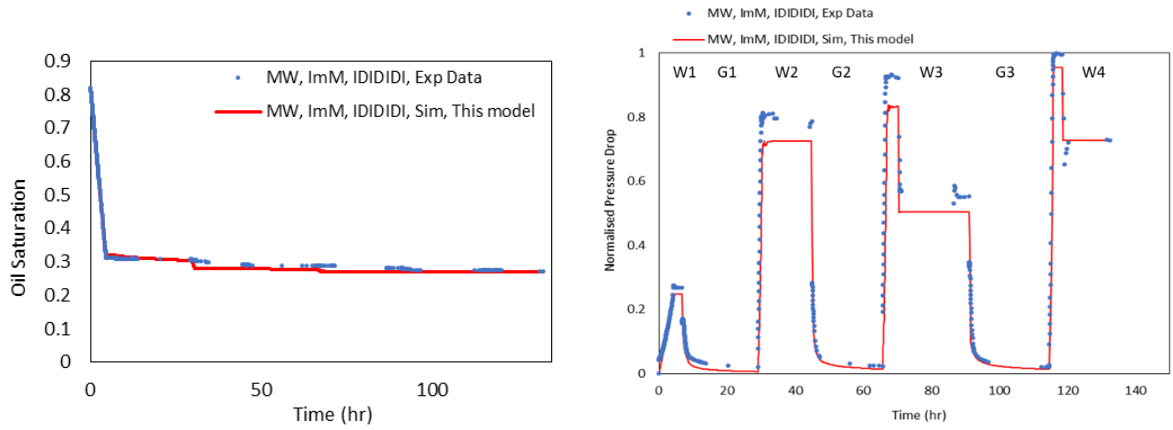 MW, ImM, IDIDIDI, Exp Data
MW, ImM, IDIDIDI, Sim, This model
Oil Saturation
0.9
0.8
0.7
0.6
0.5
0.4
0.3
0.2
0.1
0
0
50
100
Time (hr)
MW, ImM, IDIDIDI, Exp Data
MW, ImM, IDIDIDI, Sim, This model
W1 G1 W2 G2 W3 G3 W4
Normalised Pressure Drop
1
0.8
0.6
0.4
0.2
0
0 20 40 60 80 100 120 140
Time (hr)